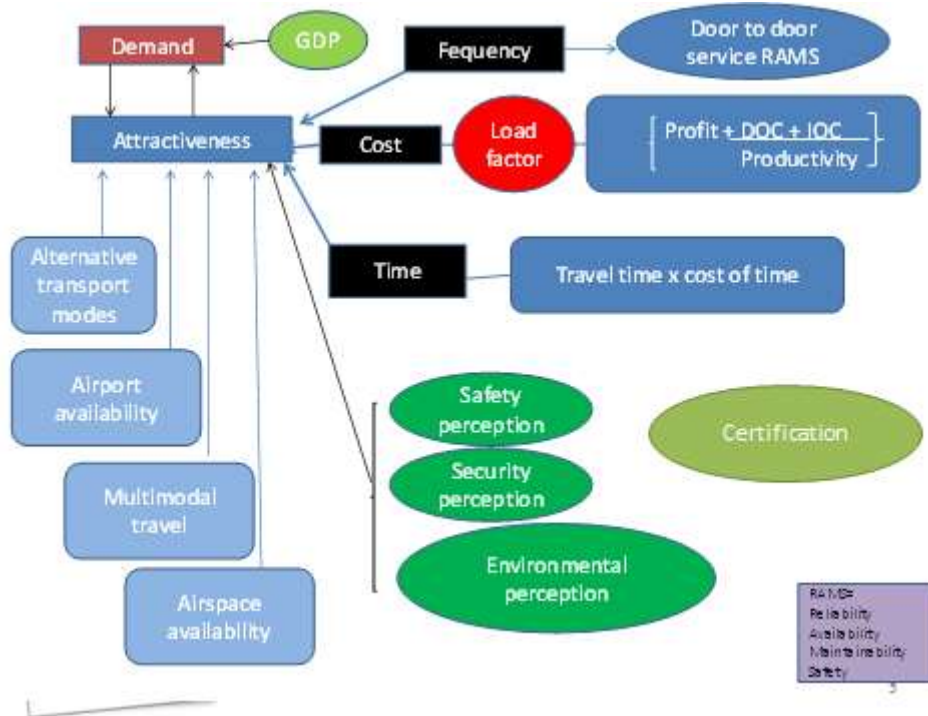 Demand
GDP
Fequency
Door to door
service RAMS
Attractiveness
Cost
Load
factor
Profit + DOC + IOC
Productivity
Alternative
transport
modes
Time
Travel time x cost of time
Airport
availability
Safety
perception
Certification
Security
perception
Multimodal
travel
Environmental
perception
Airspace
availability
RAMS=
Reliability
Availability
Maintainability
Safety